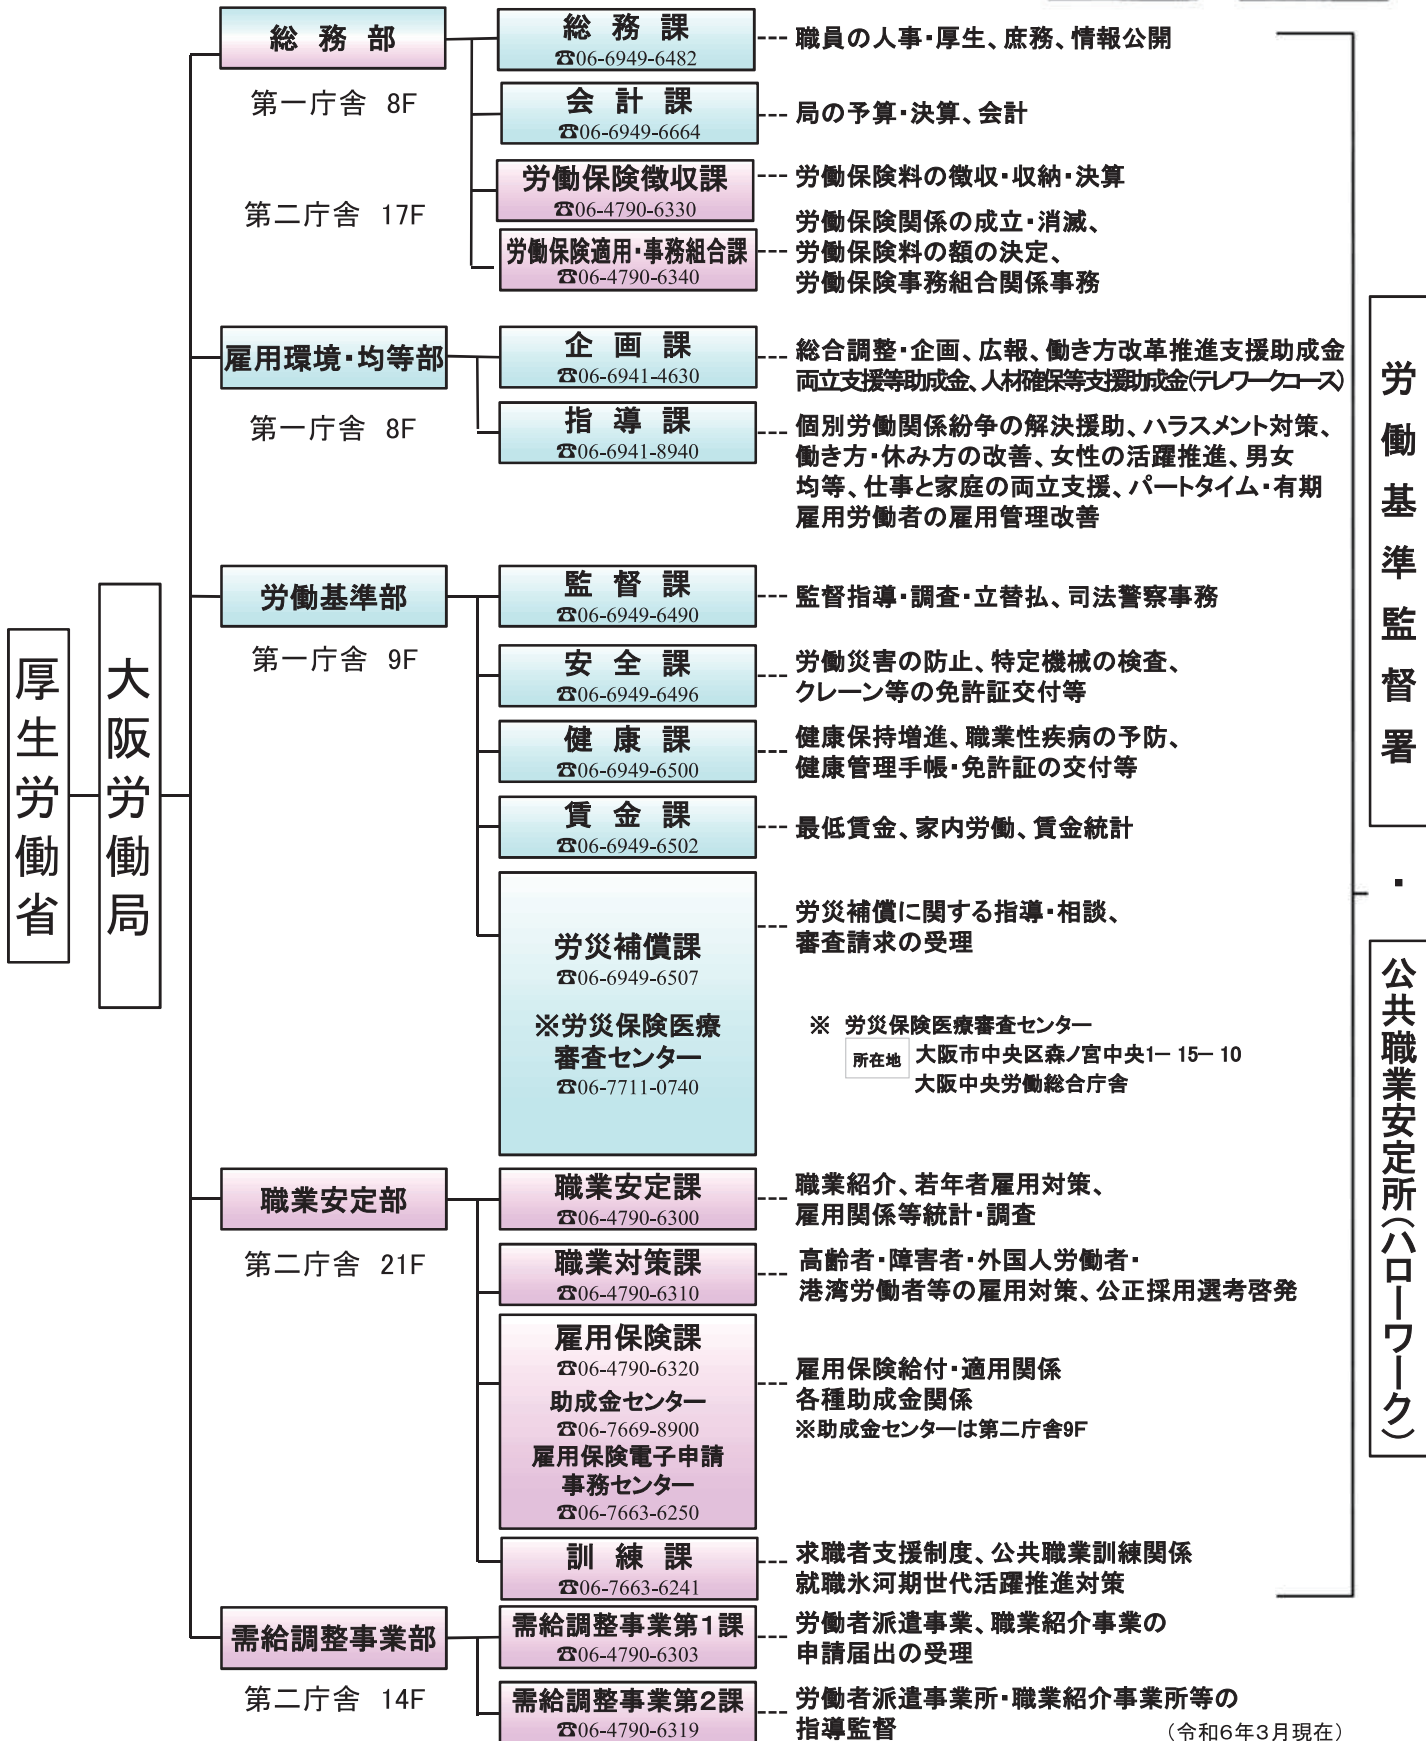 厚生労働省
大阪労働局
総務部
第一庁舎 8F
総務課
☎06-6949-6482
職員の人事・厚生、庶務、情報公開
会計課
☎06-6949-6664
局の予算・決算、会計
第二庁舎 17F
労働保険徴収課
☎06-4790-6330
労働保険料の徴収・収納・決算
労働保険適用・事務組合課
☎06-4790-6340
労働保険関係の成立・消滅、
労働保険料の額の決定、
労働保険事務組合関係事務
雇用環境・均等部
第一庁舎 8F
企画課
☎06-6941-4630
総合調整・企画、広報、働き方改革推進支援助成金
両立支援等助成金、人材確保等支援助成金(テレワークコース)
指導課
☎06-6941-8940
個別労働関係紛争の解決援助、ハラスメント対策、
働き方・休み方の改善、女性の活躍推進、男女
均等、仕事と家庭の両立支援、パートタイム・有期
雇用労働者の雇用管理改善
労働基準部
第一庁舎 9F
監督課
☎06-6949-6490
監督指導・調査・立替払、司法警察事務
安全課
☎06-6949-6496
労働災害の防止、特定機械の検査、
クレーン等の免許証交付等
健康課
☎06-6949-6500
健康保持増進、職業性疾病の予防、
健康管理手帳・免許証の交付等
賃金課
☎06-6949-6502
最低賃金、家内労働、賃金統計
労災補償課
☎06-6949-6507
※労災保険医療
審査センター
☎06-7711-0740
労災補償に関する指導・相談、
審査請求の受理
※ 労災保険医療審査センター
所在地 大阪市中央区森ノ宮中央1－15－10
大阪中央労働総合庁舎
職業安定部
第二庁舎 21F
職業安定課
☎06-4790-6300
職業紹介、若年者雇用対策、
雇用関係等統計・調査
職業対策課
☎06-4790-6310
高齢者・障害者・外国人労働者・
港湾労働者等の雇用対策、公正採用選考啓発
雇用保険課
☎06-4790-6320
助成金センター
☎06-7669-8900
雇用保険電子申請
事務センター
☎06-7663-6250
雇用保険給付・適用関係
各種助成金関係
※助成金センターは第二庁舎9F
訓練課
☎06-7663-6241
求職者支援制度、公共職業訓練関係
就職氷河期世代活躍推進対策
需給調整事業部
第二庁舎 14F
需給調整事業第1課
☎06-4790-6303
労働者派遣事業、職業紹介事業の
申請届出の受理
需給調整事業第2課
☎06-4790-6319
労働者派遣事業所・職業紹介事業所等の
指導監督
労働基準監督署
・
公共職業安定所(ハローワーク)
(令和6年3月現在)